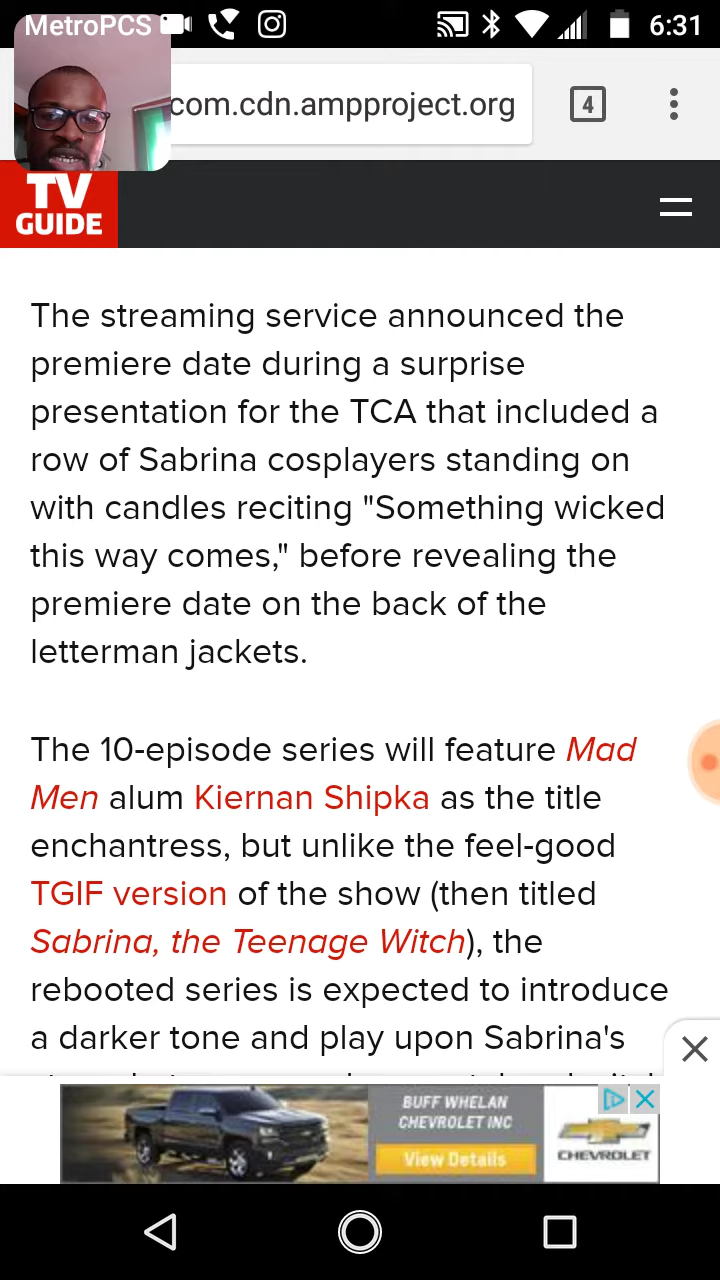 MetroPCS 6:31
com.cdn.ampproject.org 4
TV
GUIDE
The streaming service announced the
premiere date during a surprise
presentation for the TCA that included a
row of Sabrina cosplayers standing on
with candles reciting "Something wicked
this way comes," before revealing the
premiere date on the back of the
letterman jackets.
The 10-episode series will feature Mad
Men alum Kiernan Shipka as the title
enchantress, but unlike the feel-good
TGIF version of the show (then titled
Sabrina, the Teenage Witch), the
rebooted series is expected to introduce
a darker tone and play upon Sabrina's
BUFF WHELAN
CHEVROLET INC
View Details
CHEVROLET